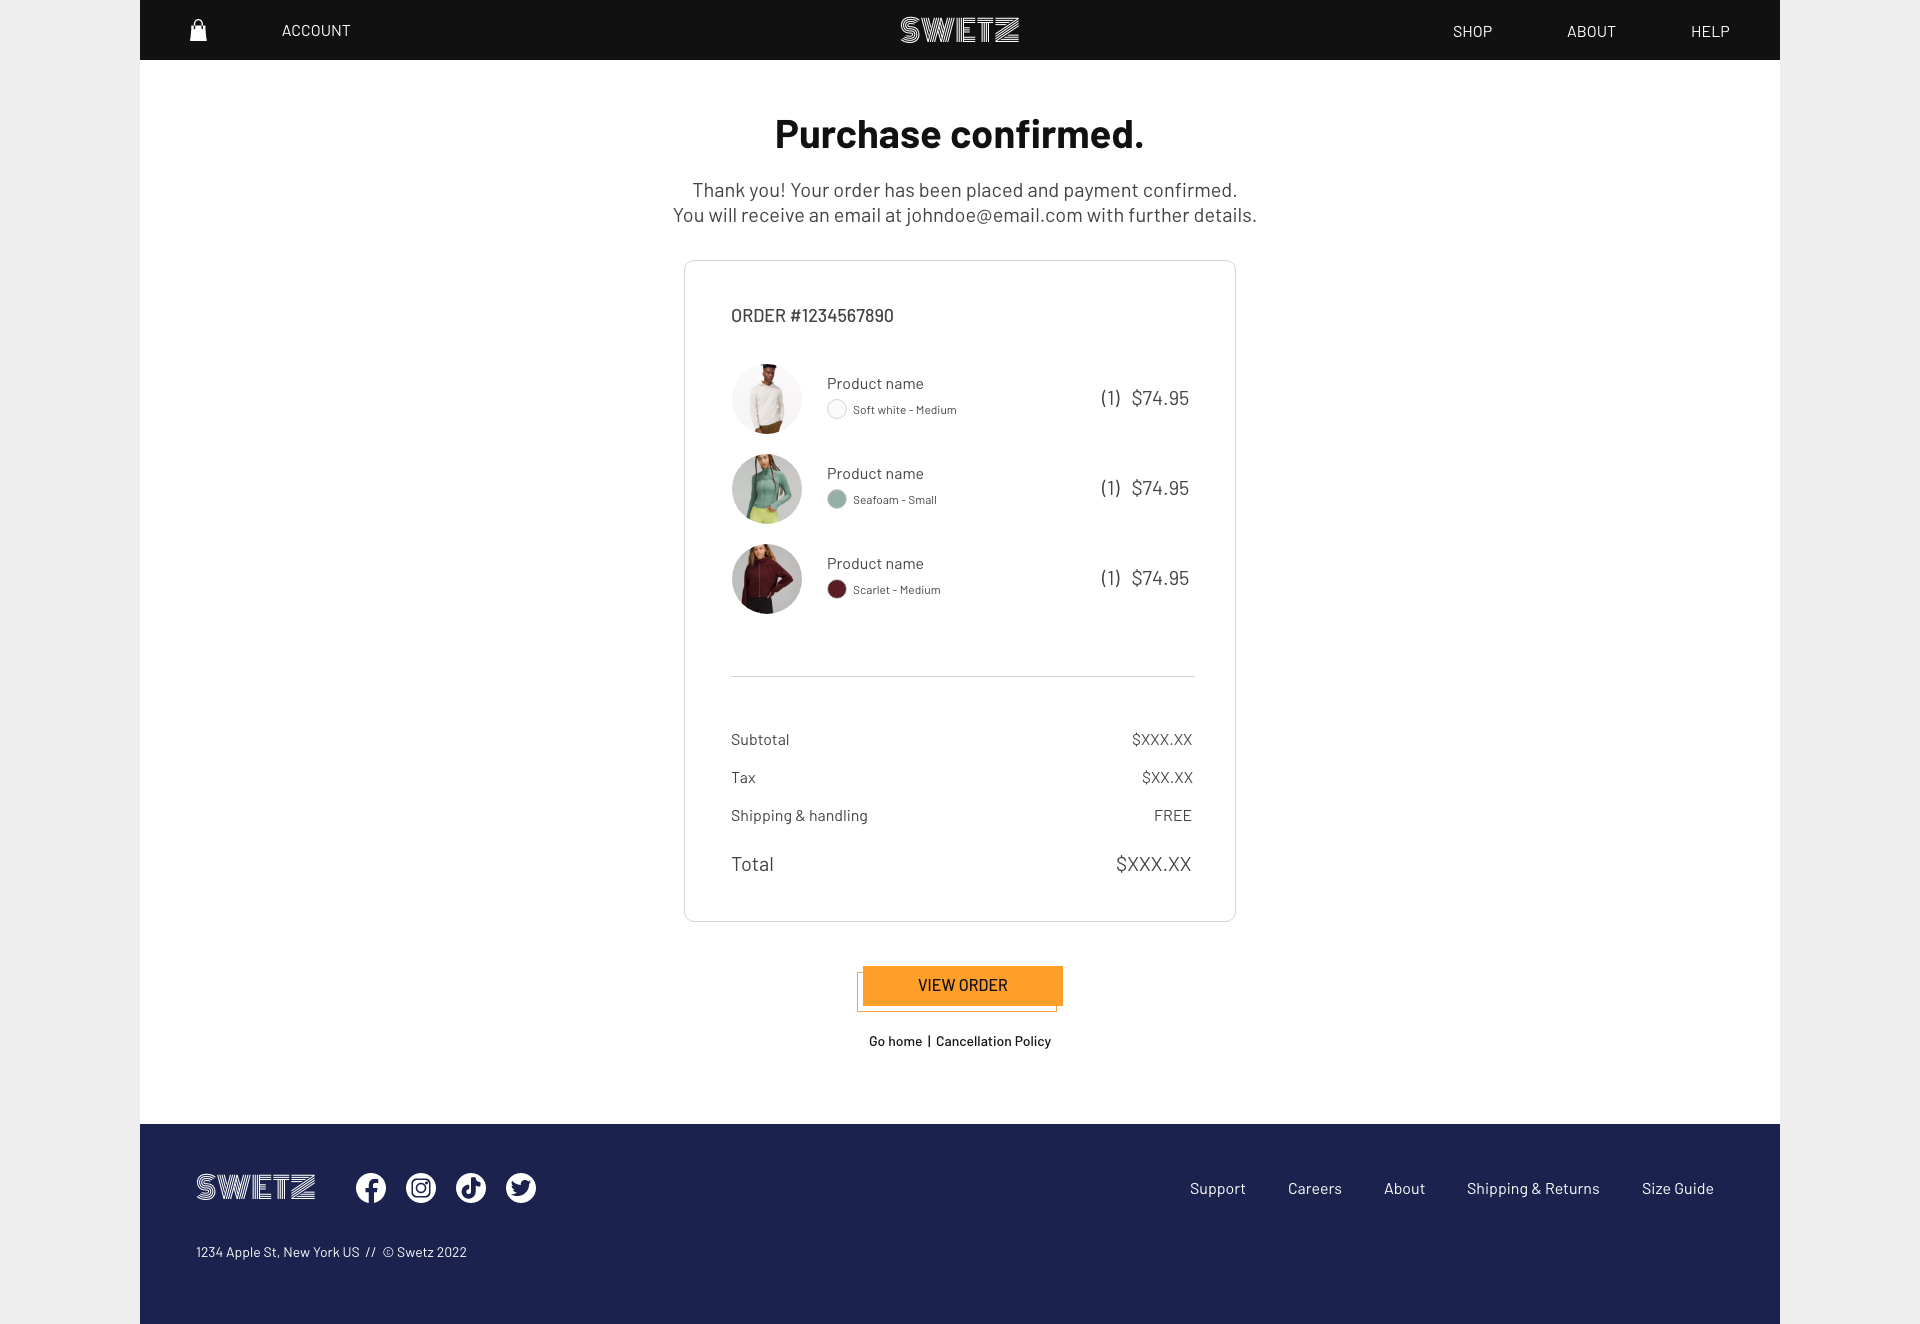 ACCOUNT
SWETZ
SHOP
ABOUT
HELP
Purchase confirmed.
Thank you! Your order has been placed and payment confirmed.
You will receive an email at johndoe@email.com with further details.
ORDER #1234567890
Product name
Soft white - Medium
(1) $74.95
Product name
Seafoam - Small
(1) $74.95
Product name
Scarlet - Medium
(1) $74.95
Subtotal $XXX.XX
Tax $XX.XX
Shipping & handling FREE
Total $XXX.XX
VIEW ORDER
Go home | Cancellation Policy
SWETZ
Support
Careers
About
Shipping & Returns
Size Guide
1234 Apple St, New York US // © Swetz 2022